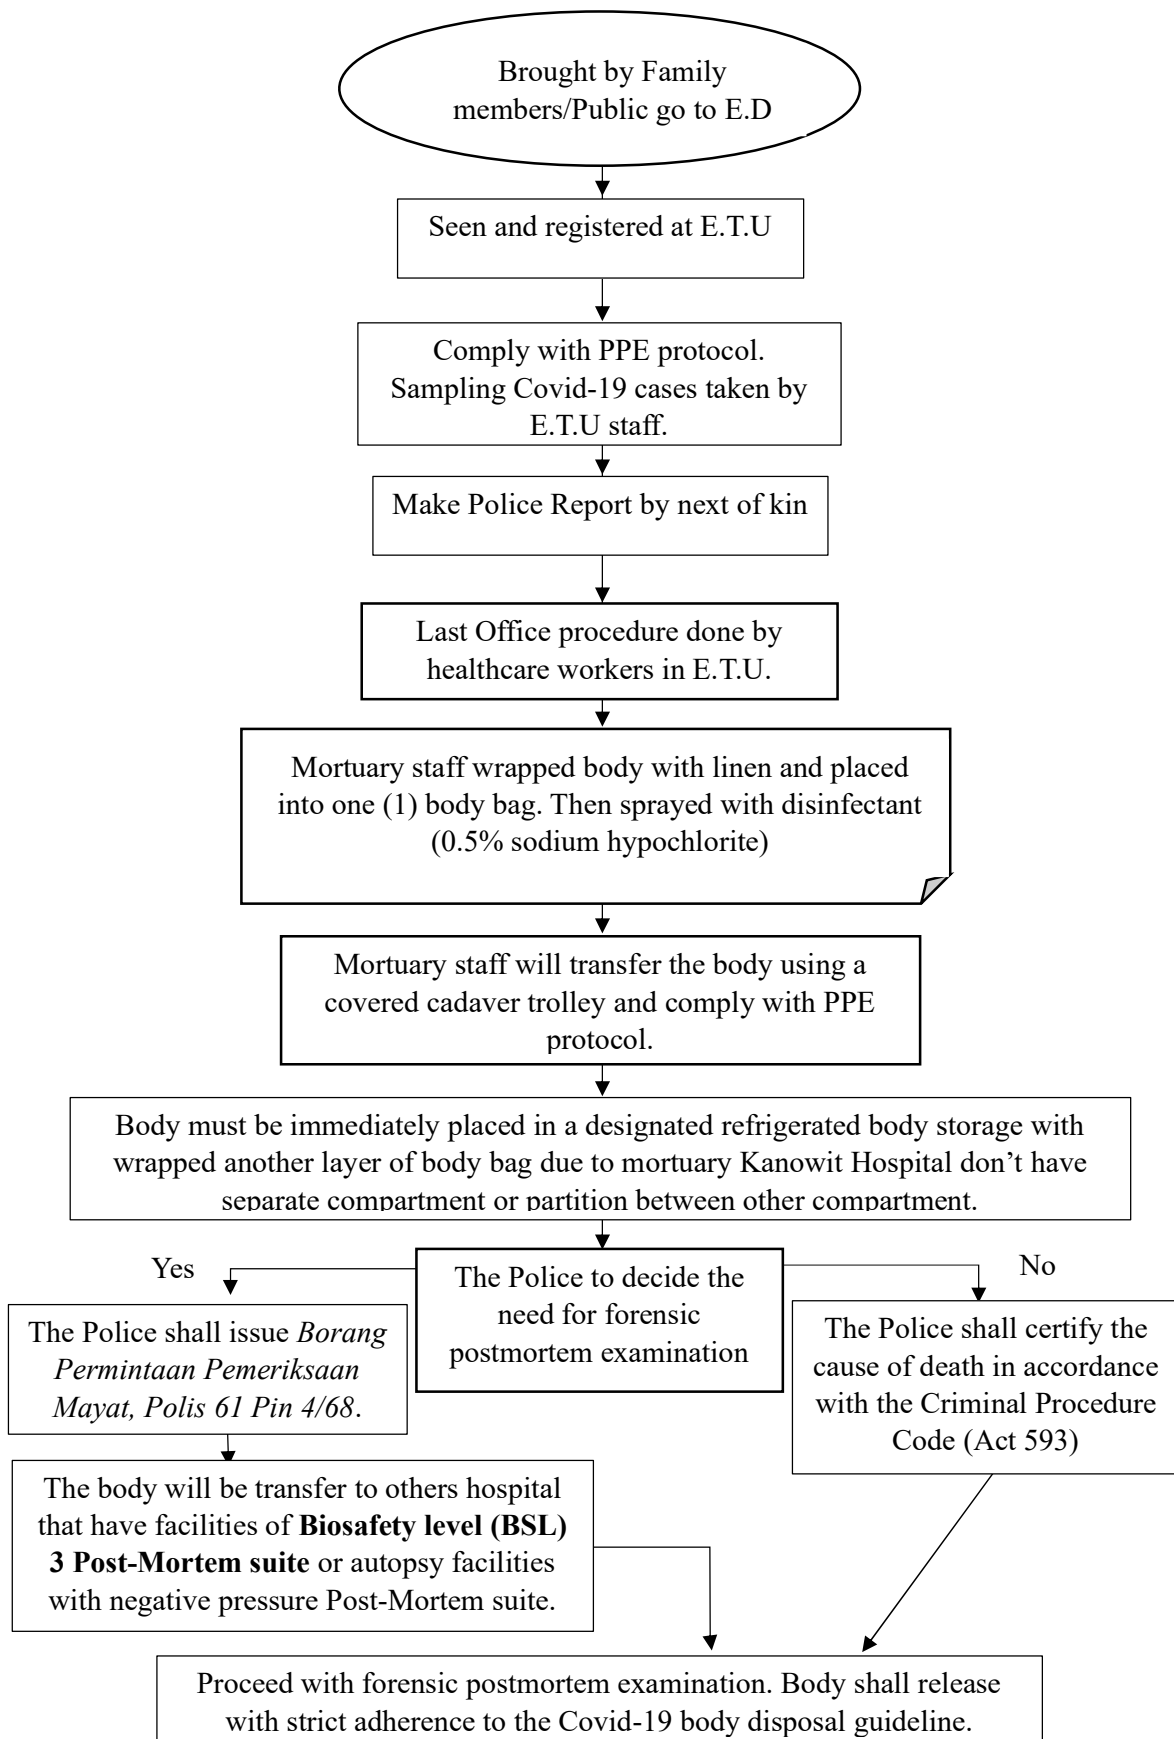 Brought by Family
members/Public go to E.D
Seen and registered at E.T.U
Comply with PPE protocol.
Sampling Covid-19 cases taken by
E.T.U staff.
Make Police Report by next of kin
Last Office procedure done by
healthcare workers in E.T.U.
Mortuary staff wrapped body with linen and placed
into one (1) body bag. Then sprayed with disinfectant
(0.5% sodium hypochlorite)
Mortuary staff will transfer the body using a
covered cadaver trolley and comply with PPE
protocol.
Body must be immediately placed in a designated refrigerated body storage with
wrapped another layer of body bag due to mortuary Kanowit Hospital don’t have
separate compartment or partition between other compartment.
The Police to decide the
need for forensic
postmortem examination
Yes
The Police shall issue Borang
Permintaan Pemeriksaan
Mayat, Polis 61 Pin 4/68.
No
The Police shall certify the
cause of death in accordance
with the Criminal Procedure
Code (Act 593)
The body will be transfer to others hospital
that have facilities of Biosafety level (BSL)
3 Post-Mortem suite or autopsy facilities
with negative pressure Post-Mortem suite.
Proceed with forensic postmortem examination. Body shall release
with strict adherence to the Covid-19 body disposal guideline.